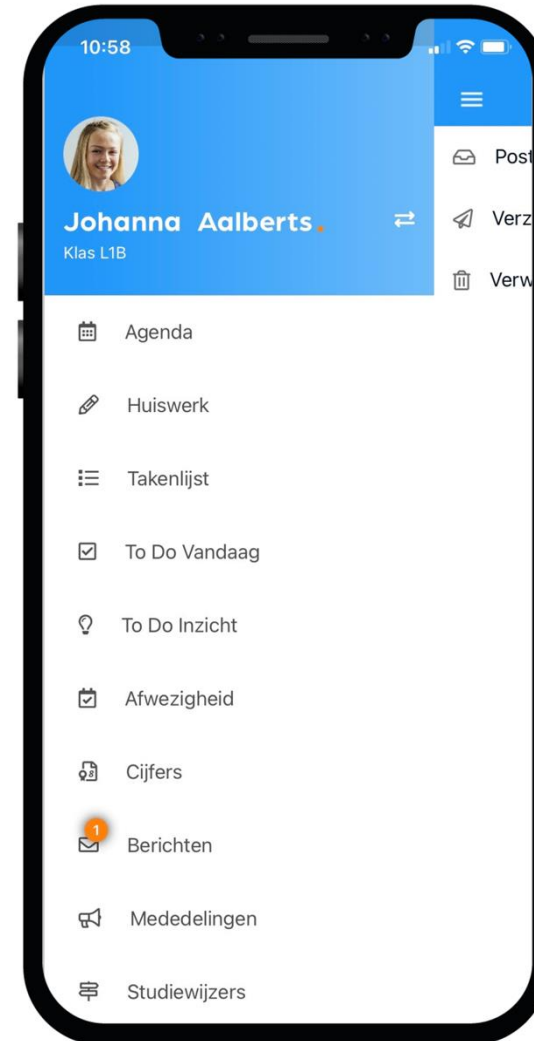 10:58
Johanna Aalberts.
Klas L1B
Agenda
Huiswerk
Takenlijst
To Do Vandaag
To Do Inzicht
Afwezigheid
8
Cijfers
1
Berichten
Mededelingen
Studiewijzers
Post
Verz
Verw